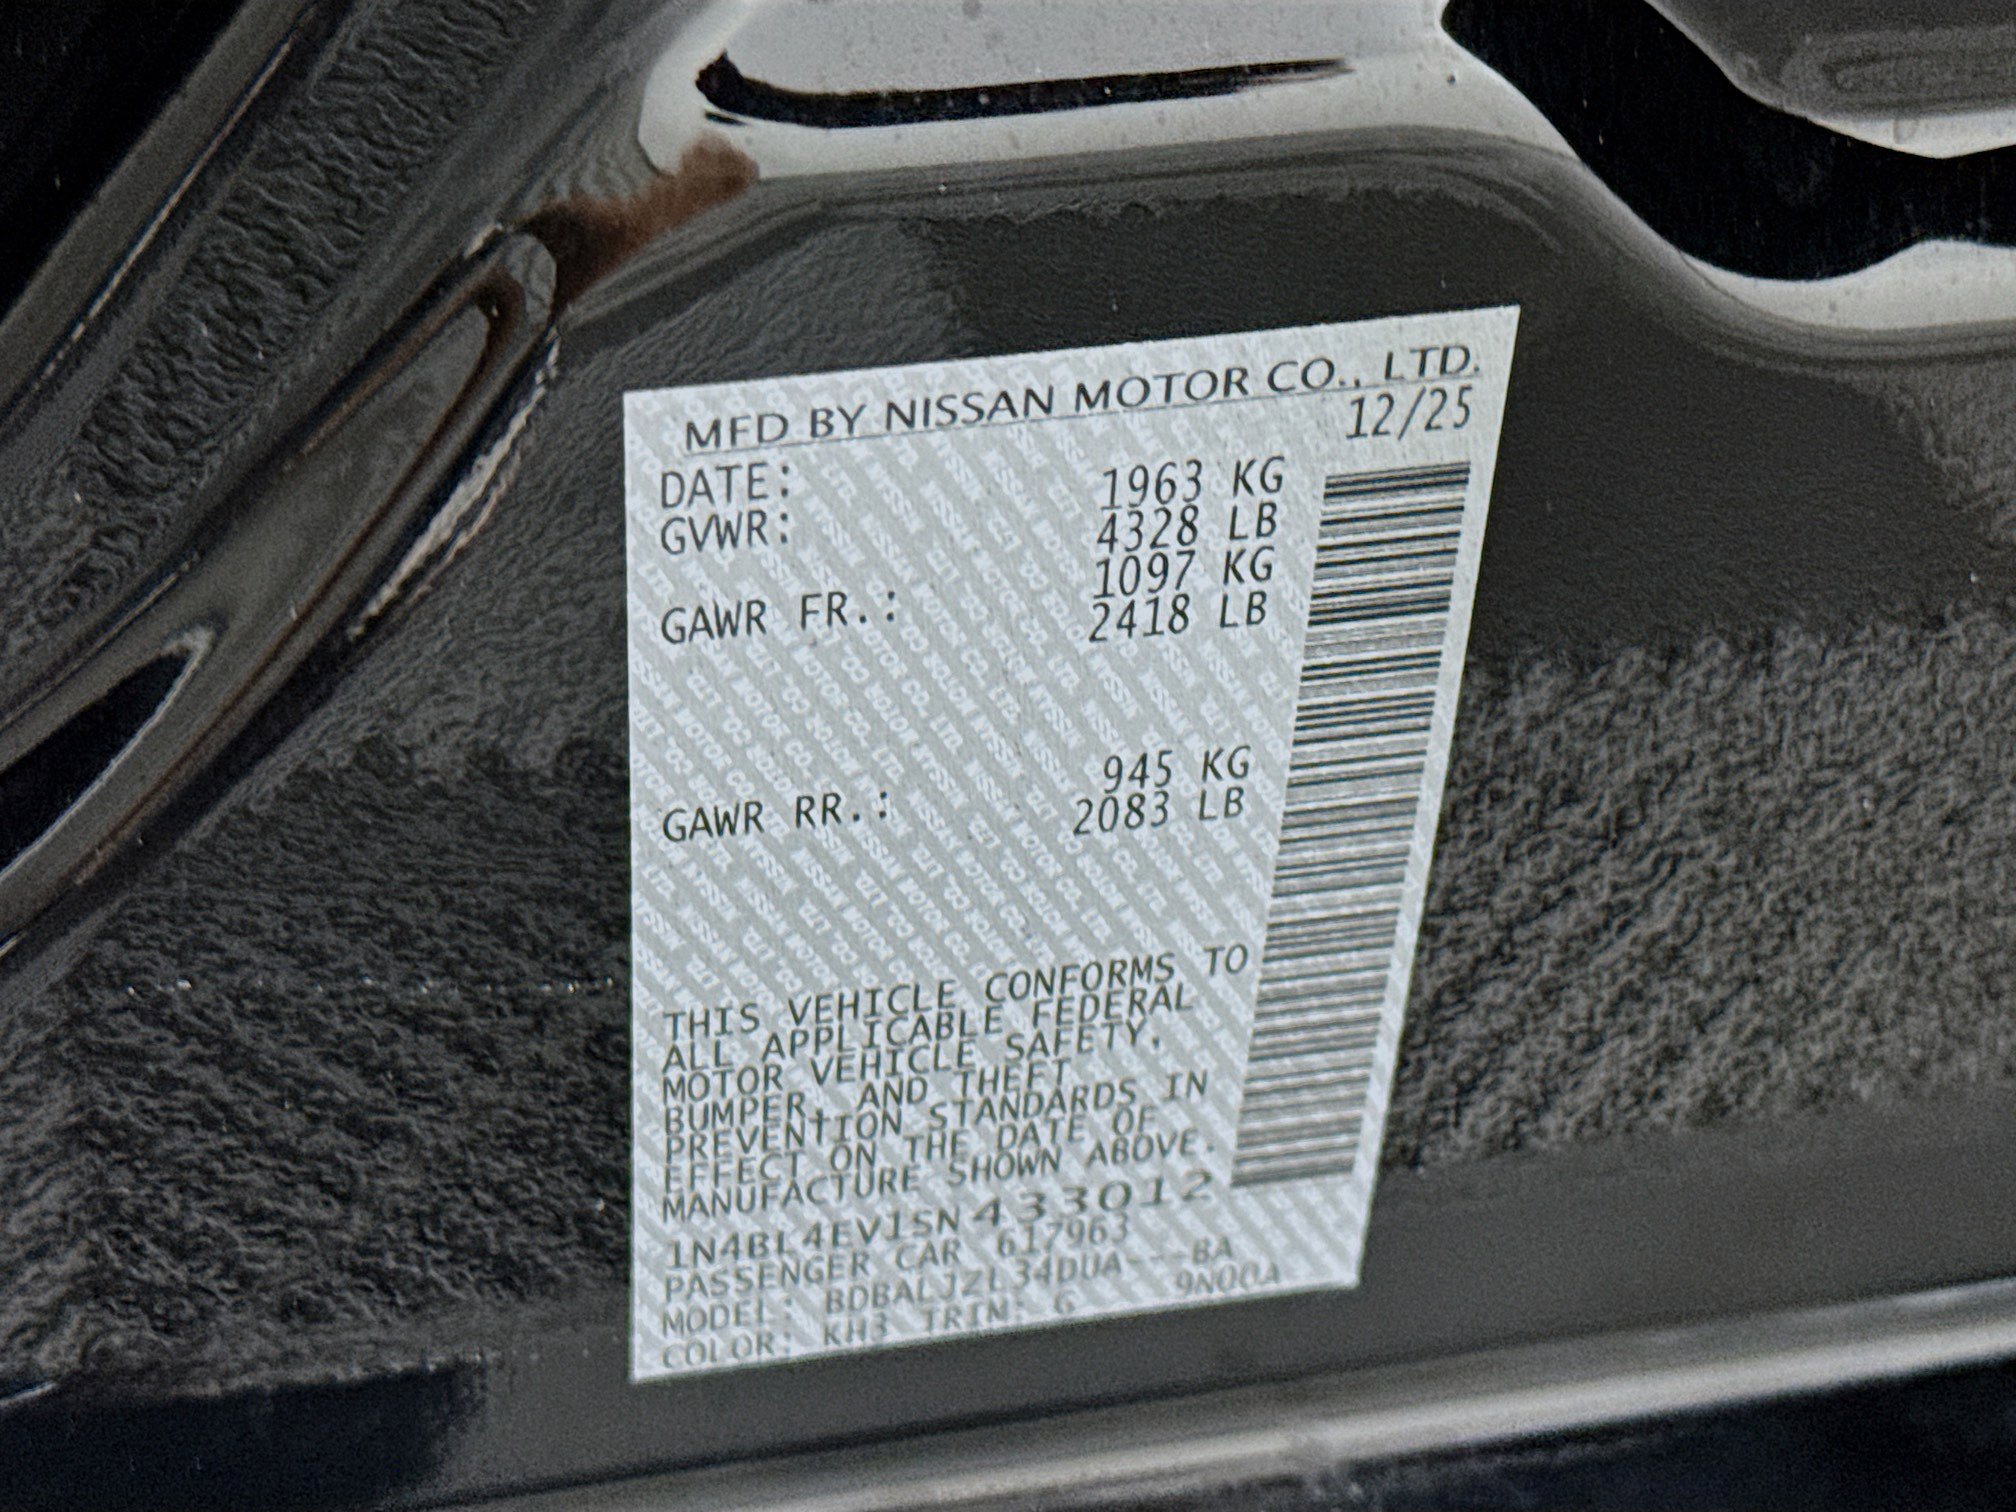 MFD BY NISSAN MOTOR CO., LTD.
DATE: 12/25
GVWR: 1963 KG
4328 LB
GAWR FR.: 1097 KG
2418 LB
GAWR RR.: 945 KG
2083 LB
THIS VEHICLE CONFORMS TO
ALL APPLICABLE FEDERAL
MOTOR VEHICLE SAFETY,
BUMPER, AND THEFT
PREVENTION STANDARDS IN
EFFECT ON THE DATE OF
MANUFACTURE SHOWN ABOVE.
1N4BL4EV1SN433012
PASSENGER CAR 617963
MODEL: BDBALJZL34DUA---BA
COLOR: KH3 TRIM: G 9N00A